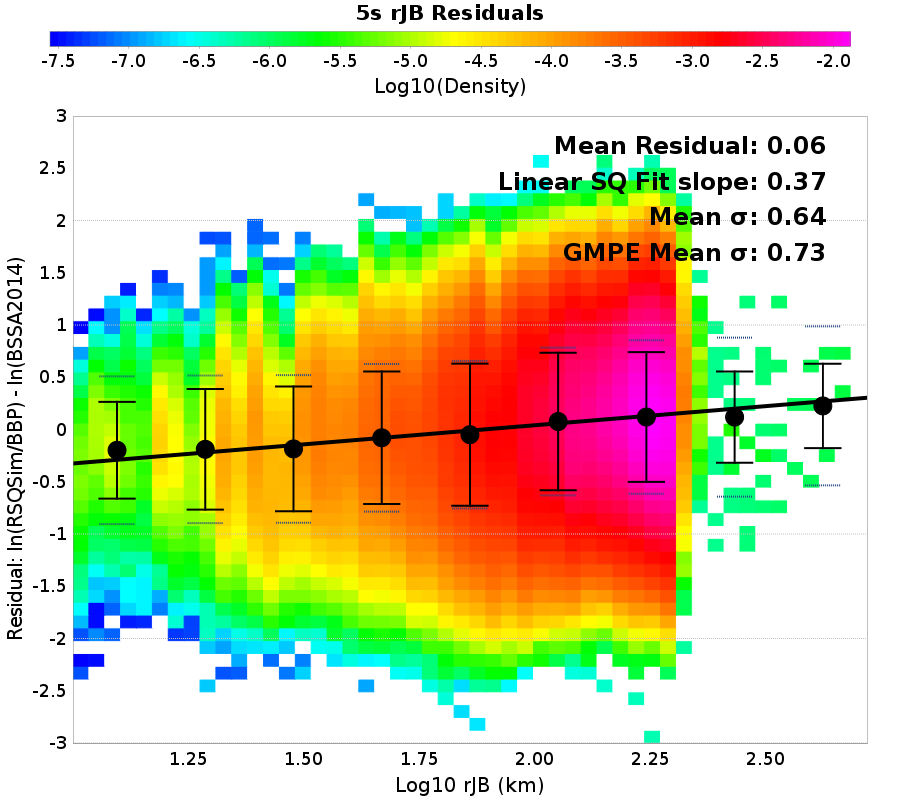 5s rJB Residuals
-7.5 -7.0 -6.5 -6.0 -5.5 -5.0 -4.5 -4.0 -3.5 -3.0 -2.5 -2.0
Log10(Density)
Mean Residual: 0.06
Linear SQ Fit slope: 0.37
Mean σ: 0.64
GMPE Mean σ: 0.73
3
2.5
2
1.5
1
0.5
0
-0.5
-1
-1.5
-2
-2.5
-3
Residual: ln(RSQSim/BBP) - ln(BSSA2014)
1.25 1.50 1.75 2.00 2.25 2.50
Log10 rJB (km)